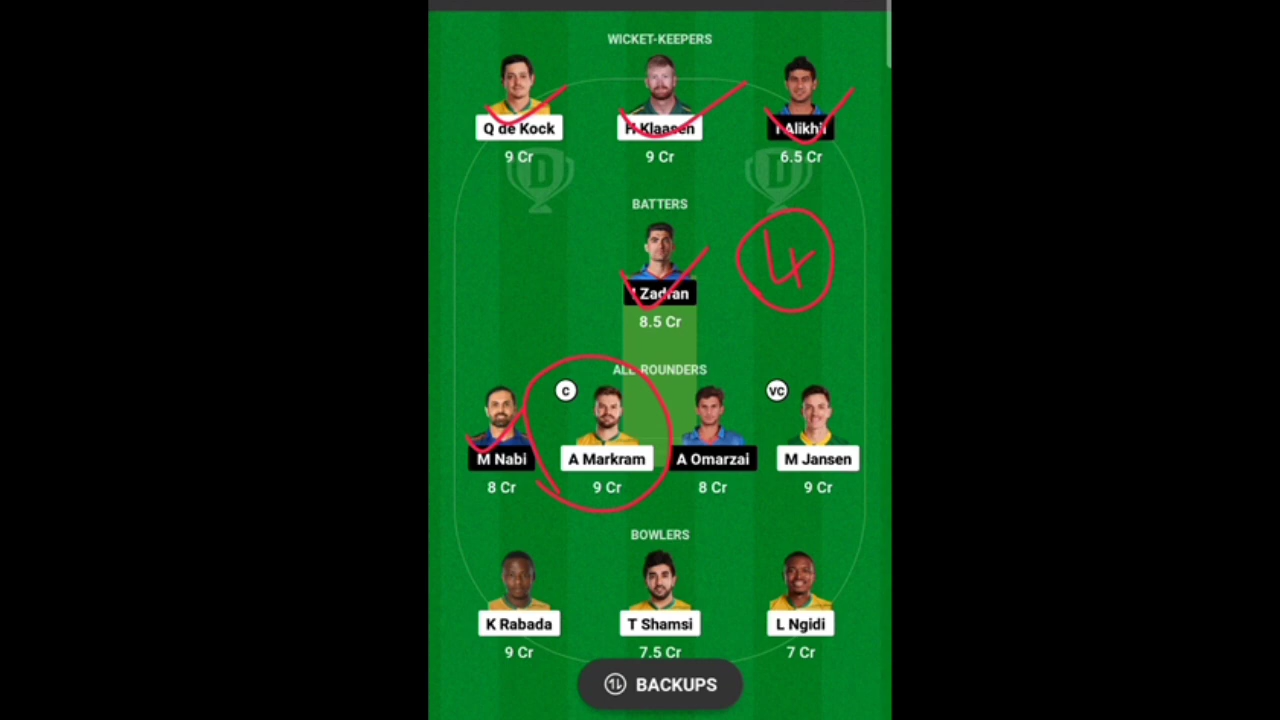 WICKET-KEEPERS
Q de Kock H Klaasen I Alikhil
9 Cr 9 Cr 6.5 Cr
D D
BATTERS
4
I Zadran
8.5 Cr
ALL-ROUNDERS
C VC
M Nabi A Markram A Omarzai M Jansen
8 Cr 9 Cr 8 Cr 9 Cr
BOWLERS
K Rabada T Shamsi L Ngidi
9 Cr 7.5 Cr 7 Cr
BACKUPS